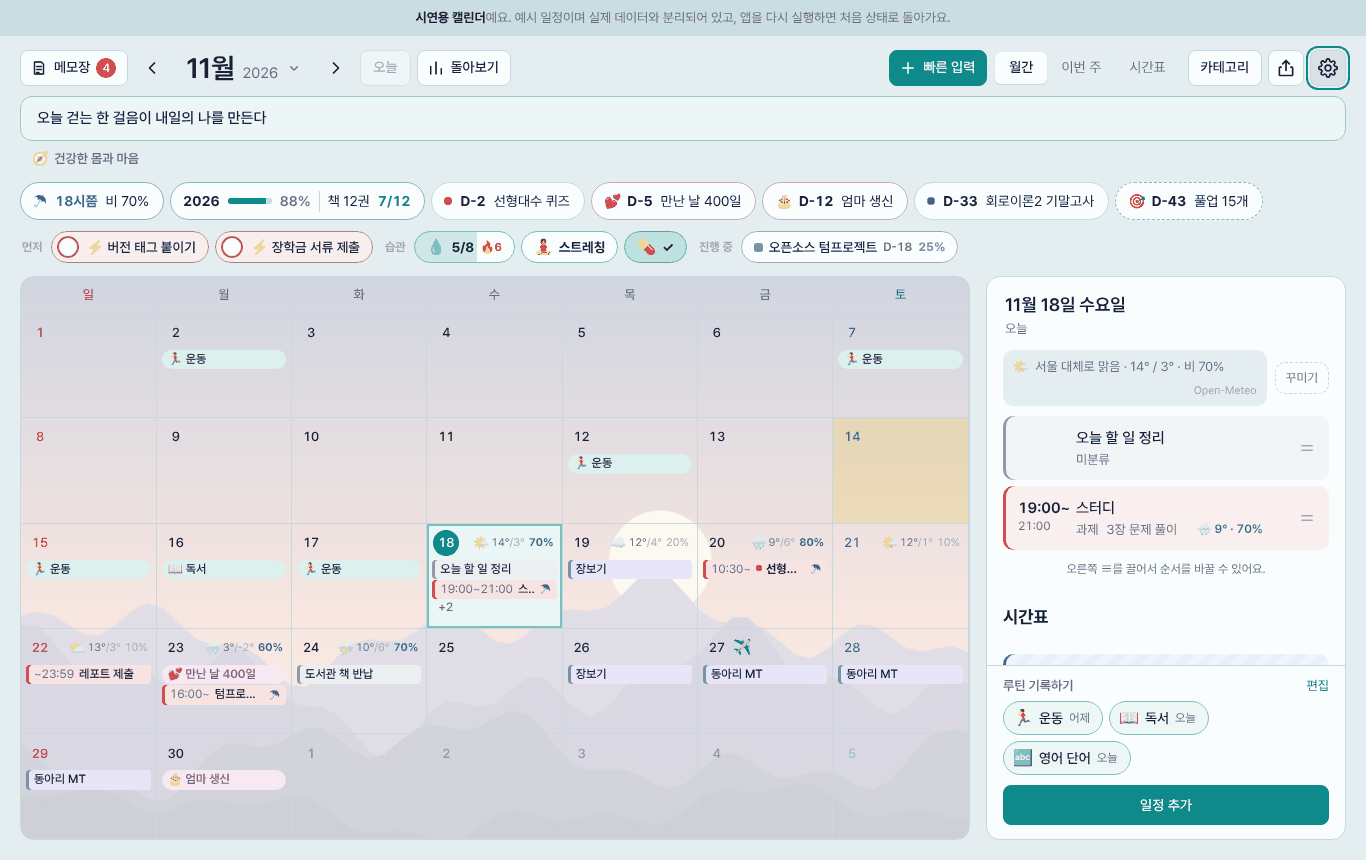 시연용 캘린더예요. 예시 일정이며 실제 데이터와 분리되어 있고, 앱을 다시 실행하면 처음 상태로 돌아가요.
메모장 4 11월 2026 오늘 돌아보기 + 빠른 입력 월간 이번 주 시간표 카테고리
오늘 걷는 한 걸음이 내일의 나를 만든다
건강한 몸과 마음
18시쯤 비 70% 2026 88% 책 12권 7/12 D-2 선형대수 퀴즈 D-5 만난 날 400일 D-12 엄마 생신 D-33 회로이론2 기말고사 D-43 풀업 15개
먼저 ⚡ 버전 태그 붙이기 ⚡ 장학금 서류 제출 습관 5/8 🔥6 스트레칭 ✓ 진행 중 오픈소스 텀프로젝트 D-18 25%
일 월 화 수 목 금 토
1 2 3 4 5 6 7
운동 운동
8 9 10 11 12 13 14
운동
15 16 17 18 14°/3° 70% 19 12°/4° 20% 20 9°/6° 80% 21 12°/1° 10%
운동 독서 운동 오늘 할 일 정리 장보기 10:30~ 선형...
19:00~21:00 스..
+2
22 13°/3° 10% 23 3°/-2° 60% 24 10°/6° 70% 25 26 27 28
~23:59 레포트 제출 만난 날 400일 도서관 책 반납 장보기 동아리 MT 동아리 MT
16:00~ 텀프로...
29 30 1 2 3 4 5
동아리 MT 엄마 생신
11월 18일 수요일
오늘
서울 대체로 맑음 · 14° / 3° · 비 70%
Open-Meteo
꾸미기
오늘 할 일 정리
미분류
19:00~ 스터디
21:00 과제 3장 문제 풀이 9° · 70%
오른쪽 ＝를 끌어서 순서를 바꿀 수 있어요.
시간표
루틴 기록하기 편집
운동 어제 독서 오늘
abc 영어 단어 오늘
일정 추가